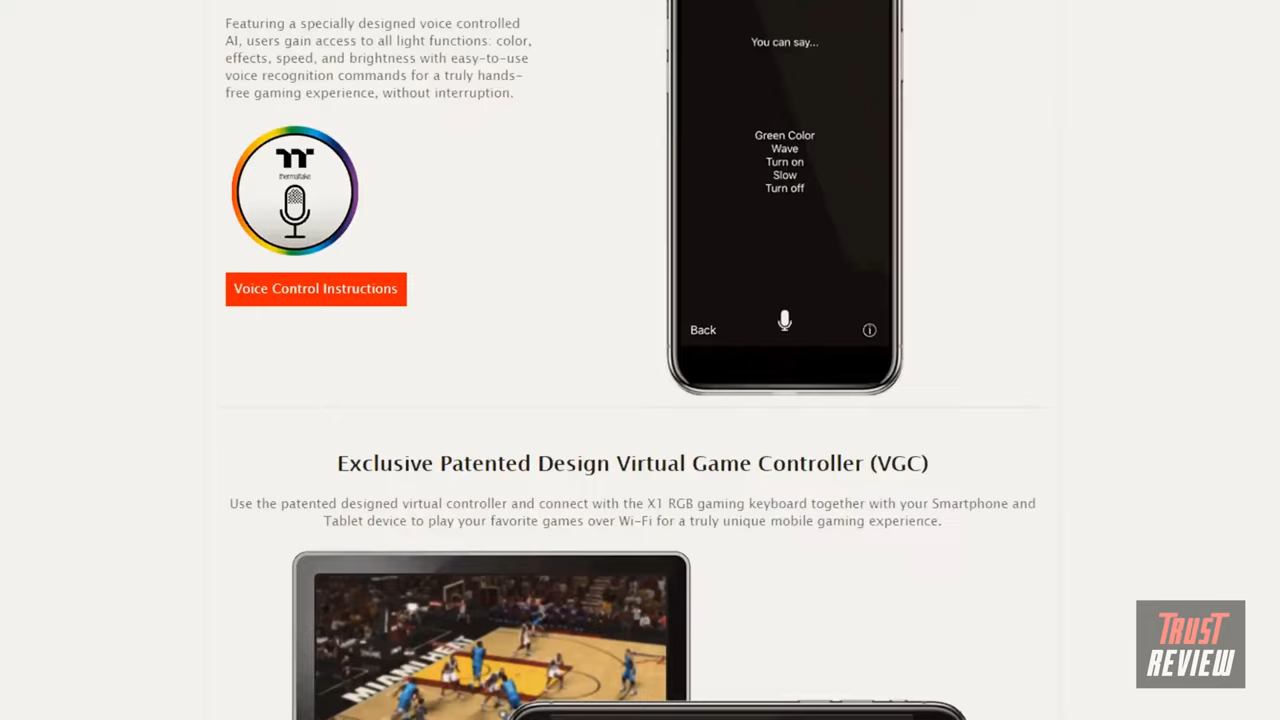 Featuring a specially designed voice controlled
AI, users gain access to all light functions: color,
effects, speed, and brightness with easy-to-use
voice recognition commands for a truly hands-
free gaming experience, without interruption.
thermaltake
Voice Control Instructions
You can say...
Green Color
Wave
Turn on
Slow
Turn off
Back
Exclusive Patented Design Virtual Game Controller (VGC)
Use the patented designed virtual controller and connect with the X1 RGB gaming keyboard together with your Smartphone and
Tablet device to play your favorite games over Wi-Fi for a truly unique mobile gaming experience.
MIAMI HEAT
TRUST
REVIEW